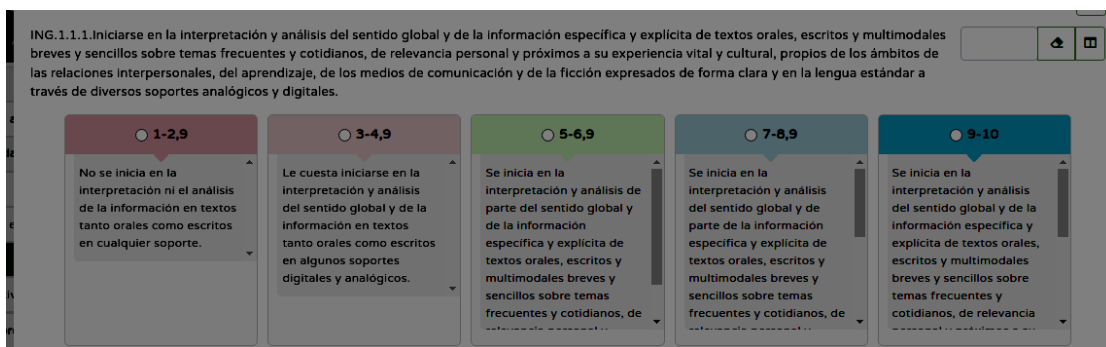 ING.1.1.1.Iniciarse en la interpretación y análisis del sentido global y de la información específica y explícita de textos orales, escritos y multimodales
breves y sencillos sobre temas frecuentes y cotidianos, de relevancia personal y próximos a su experiencia vital y cultural, propios de los ámbitos de
las relaciones interpersonales, del aprendizaje, de los medios de comunicación y de la ficción expresados de forma clara y en la lengua estándar a
través de diversos soportes analógicos y digitales.
1-2,9
No se inicia en la
interpretación ni el análisis
de la información en textos
tanto orales como escritos
en cualquier soporte.
3-4,9
Le cuesta iniciarse en la
interpretación y análisis
del sentido global y de la
información en textos
tanto orales como escritos
en algunos soportes
digitales y analógicos.
5-6,9
Se inicia en la
interpretación y análisis de
parte del sentido global y
de la información
específica y explícita de
textos orales, escritos y
multimodales breves y
sencillos sobre temas
frecuentes y cotidianos, de
7-8,9
Se inicia en la
interpretación y análisis
del sentido global y de
parte de la información
específica y explícita de
textos orales, escritos y
multimodales breves y
sencillos sobre temas
frecuentes y cotidianos, de
9-10
Se inicia en la
interpretación y análisis
del sentido global y de la
información específica y
explícita de textos orales,
escritos y multimodales
breves y sencillos sobre
temas frecuentes y
cotidianos, de relevancia